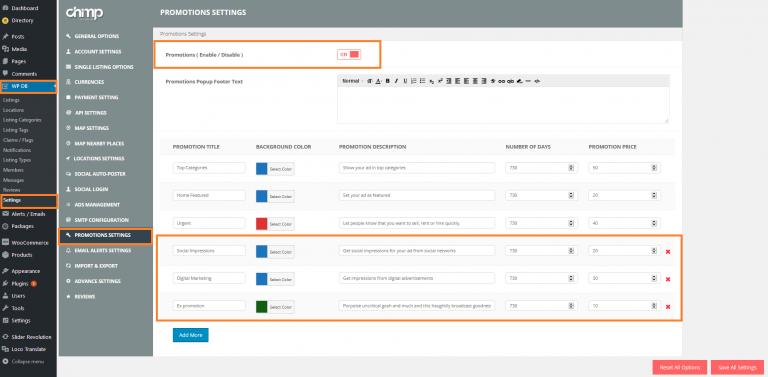 Dashboard
Directory
Posts
Media
Pages
Comments
WP DB
Listings
Locations
Listing Categories
Listing Tags
Claims / Flags
Notifications
Listing Types
Members
Messages
Reviews
Settings
Alerts / Emails
Packages
WooCommerce
Products
Appearance
Plugins
Users
Tools
Settings
Slider Revolution
Loco Translate
Collapse menu
chimp
GENERAL OPTIONS
ACCOUNT SETTINGS
SINGLE LISTING OPTIONS
CURRENCIES
PAYMENT SETTING
API SETTINGS
MAP SETTINGS
MAP NEARBY PLACES
LOCATIONS SETTINGS
SOCIAL AUTO-POSTER
SOCIAL LOGIN
ADS MANAGEMENT
SMTP CONFIGURATION
PROMOTIONS SETTINGS
EMAIL ALERTS SETTINGS
IMPORT & EXPORT
ADVANCE SETTINGS
REVIEWS
PROMOTIONS SETTINGS
Promotions Settings
Promotions ( Enable / Disable )
ON
Promotions Popup Footer Text
Normal
PROMOTION TITLE BACKGROUND COLOR PROMOTION DESCRIPTION NUMBER OF DAYS PROMOTION PRICE
Top Categories Select Color Show your ad in top categories 730 50
Home Featured Select Color Set your ad as featured 730 20
Urgent Select Color Let people know that you want to sell, rent or hire quickly. 730 40
Social Impressions Select Color Get social impressions for your ad from social networks 730 20
Digital Marketing Select Color Get impressions from digital advertisements 730 30
Ex promotion Select Color Porpoise uncritical gosh and much and this haughtily broadcast goodness 730 10
Add More
Reset All Options Save All Settings